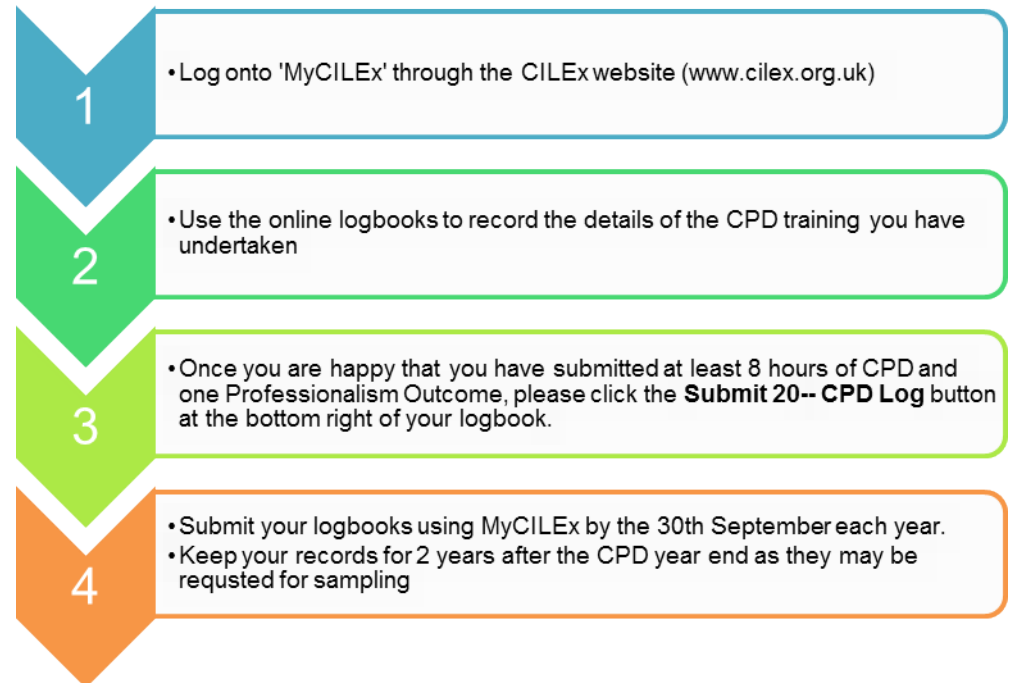 1
•Log onto 'MyCILEx' through the CILEx website (www.cilex.org.uk)
2
•Use the online logbooks to record the details of the CPD training you have
undertaken
3
•Once you are happy that you have submitted at least 8 hours of CPD and
one Professionalism Outcome, please click the Submit 20-- CPD Log button
at the bottom right of your logbook.
4
•Submit your logbooks using MyCILEx by the 30th September each year.
•Keep your records for 2 years after the CPD year end as they may be
requsted for sampling